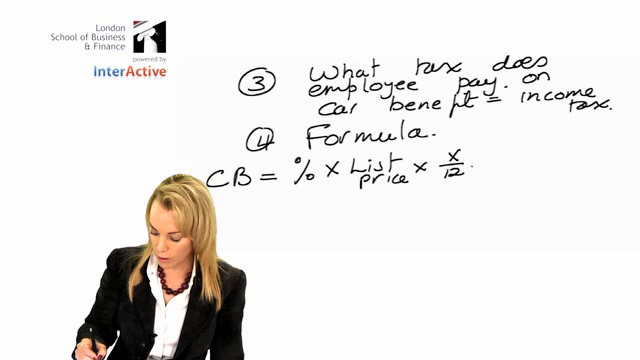 London
School of Business
& Finance
powered by
InterActive
③ What tax does
employee pay on
car benefit = income
tax.
④ Formula.
CB = % × List price × x/12.